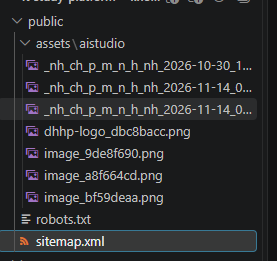 public
assets\aistudio
_nh_ch_p_m_n_h_nh_2026-10-30_1...
_nh_ch_p_m_n_h_nh_2026-11-14_0...
_nh_ch_p_m_n_h_nh_2026-11-14_0...
dhhp-logo_dbc8bacc.png
image_9de8f690.png
image_a8f664cd.png
image_bf59deaa.png
robots.txt
sitemap.xml